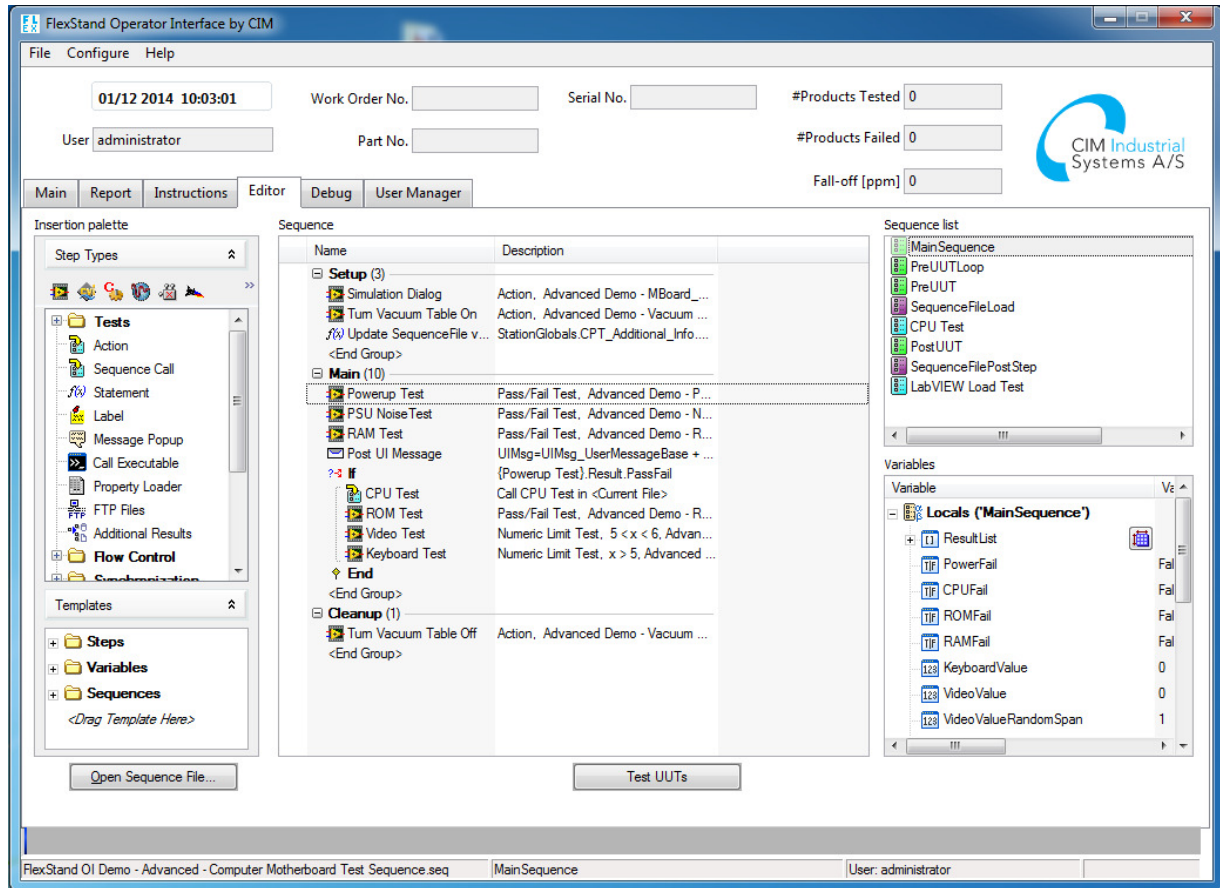 FLEX FlexStand Operator Interface by CIM
File Configure Help
01/12 2014 10:03:01
Work Order No.
Serial No.
#Products Tested 0
User administrator
Part No.
#Products Failed 0
CIM Industrial
Systems A/S
Fall-off [ppm] 0
Main Report Instructions Editor Debug User Manager
Insertion palette
Step Types
Tests
Action
Sequence Call
f(x) Statement
Label
Message Popup
Call Executable
Property Loader
FTP FTP Files
Additional Results
Flow Control
Synchronization
Templates
Steps
Variables
Sequences
<Drag Template Here>
Open Sequence File...
Sequence
Name Description
Setup (3)
Simulation Dialog Action, Advanced Demo - MBoard_...
Turn Vacuum Table On Action, Advanced Demo - Vacuum ...
f(x) Update SequenceFile v... StationGlobals.CPT_Additional_Info....
<End Group>
Main (10)
Powerup Test Pass/Fail Test, Advanced Demo - P...
PSU NoiseTest Pass/Fail Test, Advanced Demo - N...
RAM Test Pass/Fail Test, Advanced Demo - R...
Post UI Message UIMsg=UIMsg_UserMessageBase + ...
If {Powerup Test}.Result.PassFail
CPU Test Call CPU Test in <Current File>
ROM Test Pass/Fail Test, Advanced Demo - R...
Video Test Numeric Limit Test, 5 < x < 6, Advan...
Keyboard Test Numeric Limit Test, x > 5, Advanced ...
End
<End Group>
Cleanup (1)
Turn Vacuum Table Off Action, Advanced Demo - Vacuum ...
<End Group>
Test UUTs
Sequence list
MainSequence
PreUUTLoop
PreUUT
SequenceFileLoad
CPU Test
PostUUT
SequenceFilePostStep
LabVIEW Load Test
Variables
Variable Va
Locals ('MainSequence')
[ ] ResultList
T|F PowerFail Fal
T|F CPUFail Fal
T|F ROMFail Fal
T|F RAMFail Fal
123 KeyboardValue 0
123 VideoValue 0
123 VideoValueRandomSpan 1
FlexStand OI Demo - Advanced - Computer Motherboard Test Sequence.seq MainSequence User: administrator